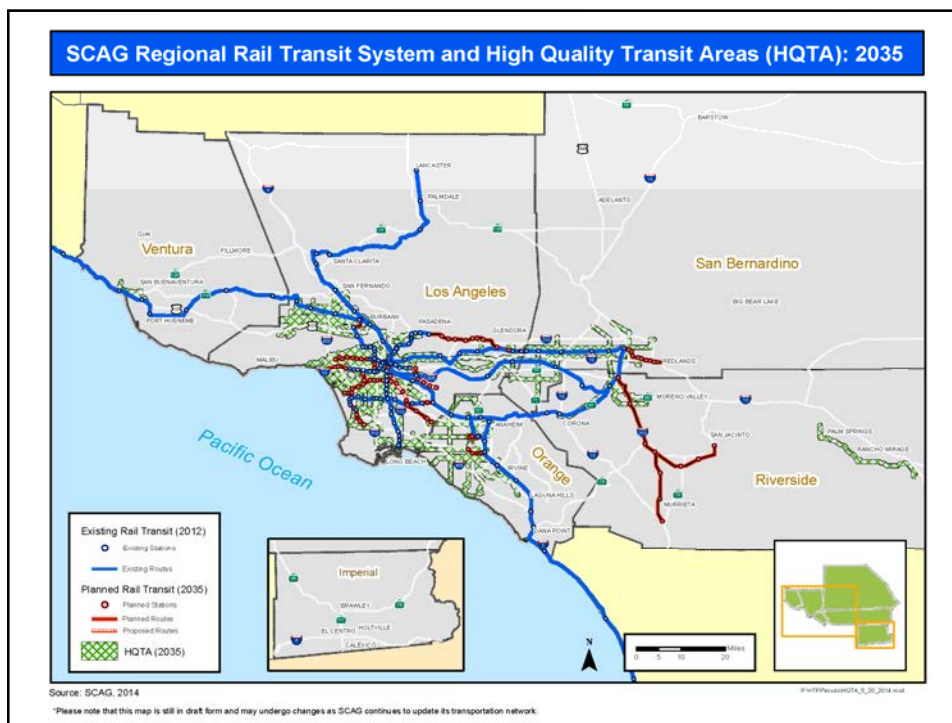 SCAG Regional Rail Transit System and High Quality Transit Areas (HQTA): 2035
BARSTOW
LANCASTER
PALMDALE
ADELANTO
OJAI
Ventura
FILLMORE
SANTA CLARITA
San Bernardino
SAN BUENAVENTURA
SAN FERNANDO
Los Angeles
BIG BEAR LAKE
PORT HUENEME
BURBANK
PASADENA
GLENDORA
MALIBU
REDLANDS
MORENO VALLEY
Pacific Ocean
ANAHEIM
CORONA
PALM SPRINGS
SAN JACINTO
RANCHO MIRAGE
LONG BEACH
IRVINE
Orange
Riverside
LAGUNA HILLS
MURRIETA
DANA POINT
Existing Rail Transit (2012)
Existing Stations
Existing Routes
Planned Rail Transit (2035)
Planned Stations
Planned Routes
Proposed Routes
HQTA (2035)
Imperial
BRAWLEY
EL CENTRO
HOLTVILLE
CALEXICO
N
Miles
0 5 10 20
Source: SCAG, 2014
*Please note that this map is still in draft form and may undergo changes as SCAG continues to update its transportation network.